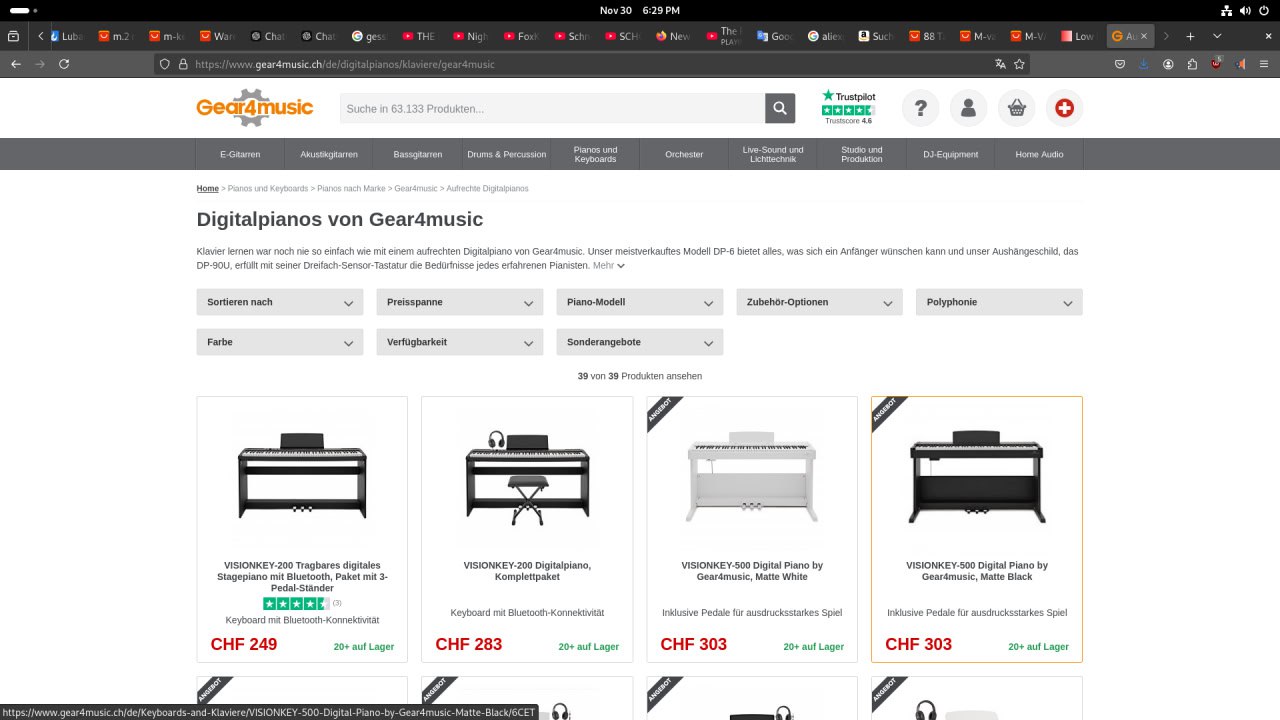 Nov 30 6:29 PM
Luba
m.2
m-ke
Ware
Chat
Chat
gess
THE
Nigh
FoxK
Schn
SCHO
New
The
PLAYI
Goo
aliex
Such
88 T
M-va
M-V
Low
Au
https://www.gear4music.ch/de/digitalpianos/klaviere/gear4music
Gear4music
Suche in 63.133 Produkten...
Trustpilot
Trustscore 4.6
E-Gitarren
Akustikgitarren
Bassgitarren
Drums & Percussion
Pianos und Keyboards
Orchester
Live-Sound und Lichttechnik
Studio und Produktion
DJ-Equipment
Home Audio
Home > Pianos und Keyboards > Pianos nach Marke > Gear4music > Aufrechte Digitalpianos
Digitalpianos von Gear4music
Klavier lernen war noch nie so einfach wie mit einem aufrechten Digitalpiano von Gear4music. Unser meistverkauftes Modell DP-6 bietet alles, was sich ein Anfänger wünschen kann und unser Aushängeschild, das
DP-90U, erfüllt mit seiner Dreifach-Sensor-Tastatur die Bedürfnisse jedes erfahrenen Pianisten. Mehr
Sortieren nach
Preisspanne
Piano-Modell
Zubehör-Optionen
Polyphonie
Farbe
Verfügbarkeit
Sonderangebote
39 von 39 Produkten ansehen
VISIONKEY-200 Tragbares digitales
Stagepiano mit Bluetooth, Paket mit 3-
Pedal-Ständer
(3)
Keyboard mit Bluetooth-Konnektivität
CHF 249
20+ auf Lager
VISIONKEY-200 Digitalpiano,
Komplettpaket
Keyboard mit Bluetooth-Konnektivität
CHF 283
20+ auf Lager
ANGEBOT
VISIONKEY-500 Digital Piano by
Gear4music, Matte White
Inklusive Pedale für ausdrucksstarkes Spiel
CHF 303
20+ auf Lager
ANGEBOT
VISIONKEY-500 Digital Piano by
Gear4music, Matte Black
Inklusive Pedale für ausdrucksstarkes Spiel
CHF 303
20+ auf Lager
ANGEBOT
ANGEBOT
ANGEBOT
ANGEBOT
https://www.gear4music.ch/de/Keyboards-and-Klaviere/VISIONKEY-500-Digital-Piano-by-Gear4music-Matte-Black/6CET